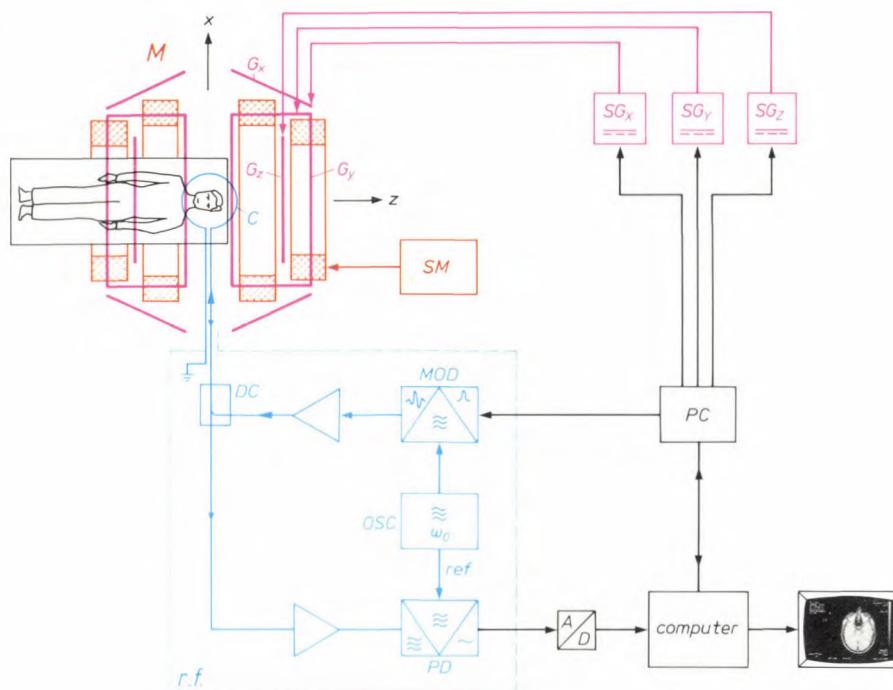 x
M
Gx
SGX
SGY
SGZ
Gz
Gy
C
z
SM
DC
MOD
PC
OSC
ω0
ref
A/D
computer
PD
r.f.